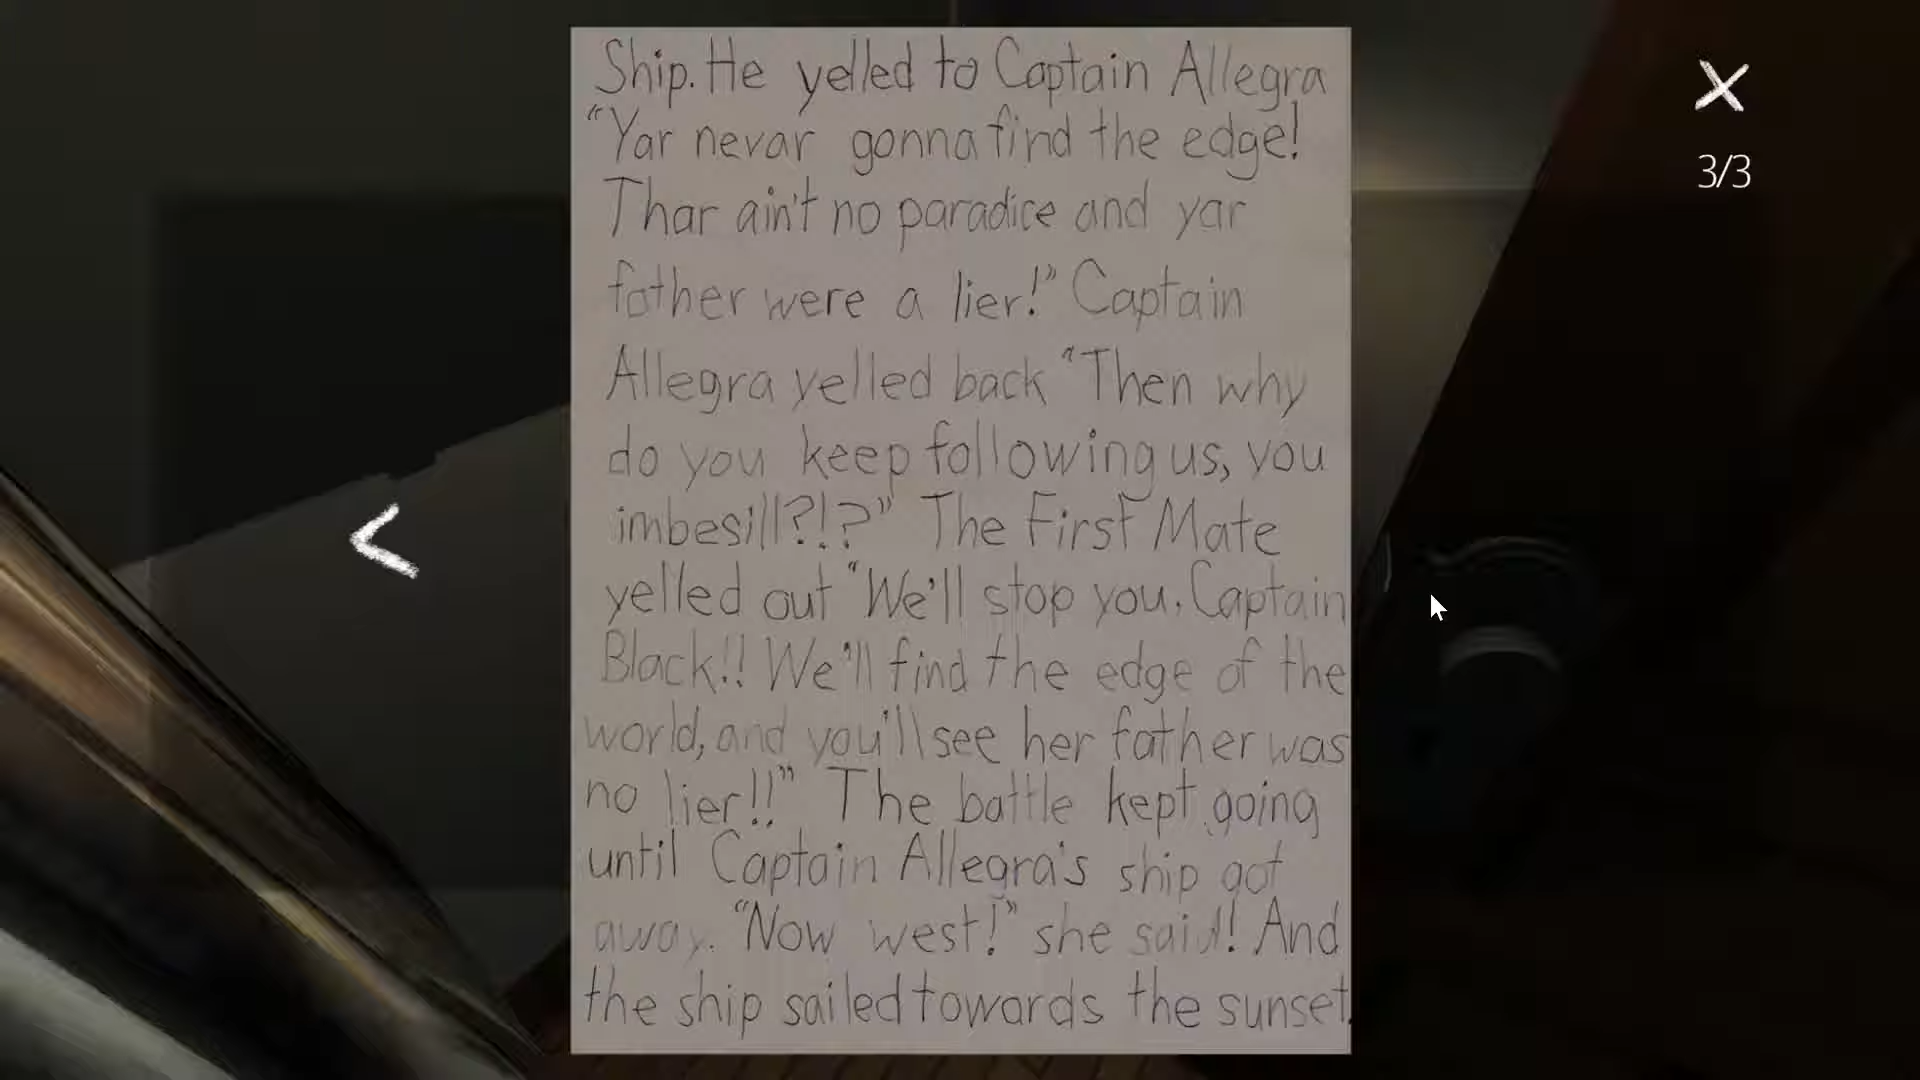 Ship. He yelled to Captain Allegra
“Yar nevar gonna find the edge!
Thar ain't no paradice and yar
father were a lier!” Captain
Allegra yelled back “Then why
do you keep following us, you
imbesill?!?” The First Mate
yelled out “We'll stop you, Captain
Black!! We'll find the edge of the
world, and you'll see her father was
no lier!!” The battle kept going
until Captain Allegra's ship got
away. “Now west!” she said! And
the ship sailed towards the sunset.
3/3